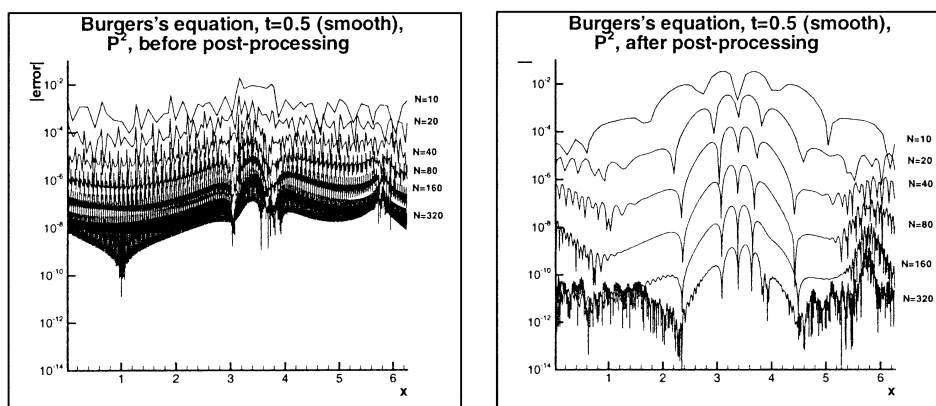 Burgers's equation, t=0.5 (smooth),
P², before post-processing
|error|
10⁻²
10⁻⁴
10⁻⁶
10⁻⁸
10⁻¹⁰
10⁻¹²
10⁻¹⁴
N=10
N=20
N=40
N=80
N=160
N=320
1
2
3
4
5
6
x
Burgers's equation, t=0.5 (smooth),
P², after post-processing
10⁻²
10⁻⁴
10⁻⁶
10⁻⁸
10⁻¹⁰
10⁻¹²
10⁻¹⁴
N=10
N=20
N=40
N=80
N=160
N=320
1
2
3
4
5
6
x